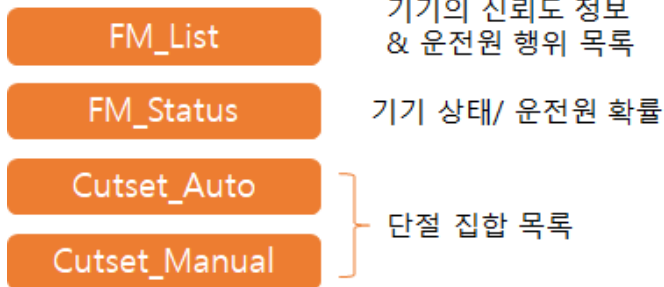 기기의 신뢰도 정보
FM_List
& 운전원 행위 목록
FM_Status
기기 상태/ 운전원 확률
Cutset_Auto
단절 집합 목록
Cutset_Manual